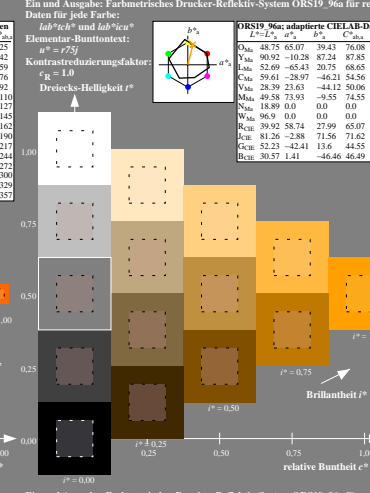 Ein und Ausgabe: Farbmetrisches Drucker-Reflektiv-System ORS19_96a für re
Daten für jede Farbe:
lab*tch* und lab*icu*
Elementar-Bunttontext:
u* = r75j
Kontrastreduzierungsfaktor:
cR = 1.0
Dreiecks-Helligkeit t*
b*a
a*a
ORS19_96a; adaptierte CIELAB-D
L*=L*a a*a b*a C*ab,a
OMa 48.75 65.07 39.43 76.08
YMa 90.92 −10.28 87.24 87.85
LMa 52.69 −65.43 20.75 68.65
CMa 59.61 −28.97 −46.21 54.56
VMa 28.39 23.63 −44.12 50.06
MMa 49.58 73.93 −9.55 74.55
NMa 18.89 0.0 0.0 0.0
WMa 96.9 0.0 0.0 0.0
RCIE 39.92 58.74 27.99 65.07
JCIE 81.26 −2.88 71.56 71.62
GCIE 52.23 −42.41 13.6 44.55
BCIE 30.57 1.41 −46.46 46.49
1,00
0,75
0,50
0,25
0,00
i* = 0,00
i* = 0,25
i* = 0,50
i* = 0,75
i* =
Brillantheit i*
0,25
0,50
0,75
1,0
relative Buntheit c*